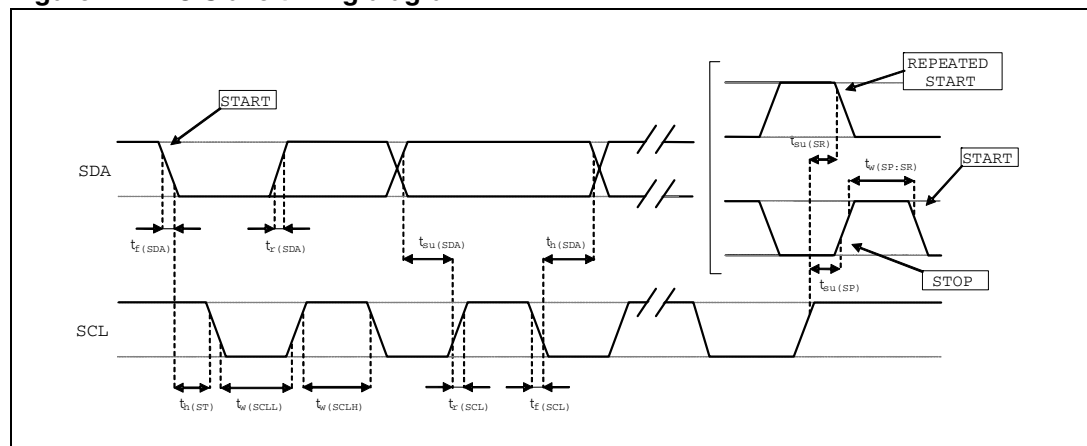 REPEATED
START
START
SDA
t_su(SR)
START
t_w(SP:SR)
t_f(SDA)
t_r(SDA)
t_su(SDA)
t_h(SDA)
STOP
t_su(SP)
SCL
t_h(ST)
t_w(SCLL)
t_w(SCLH)
t_r(SCL)
t_f(SCL)